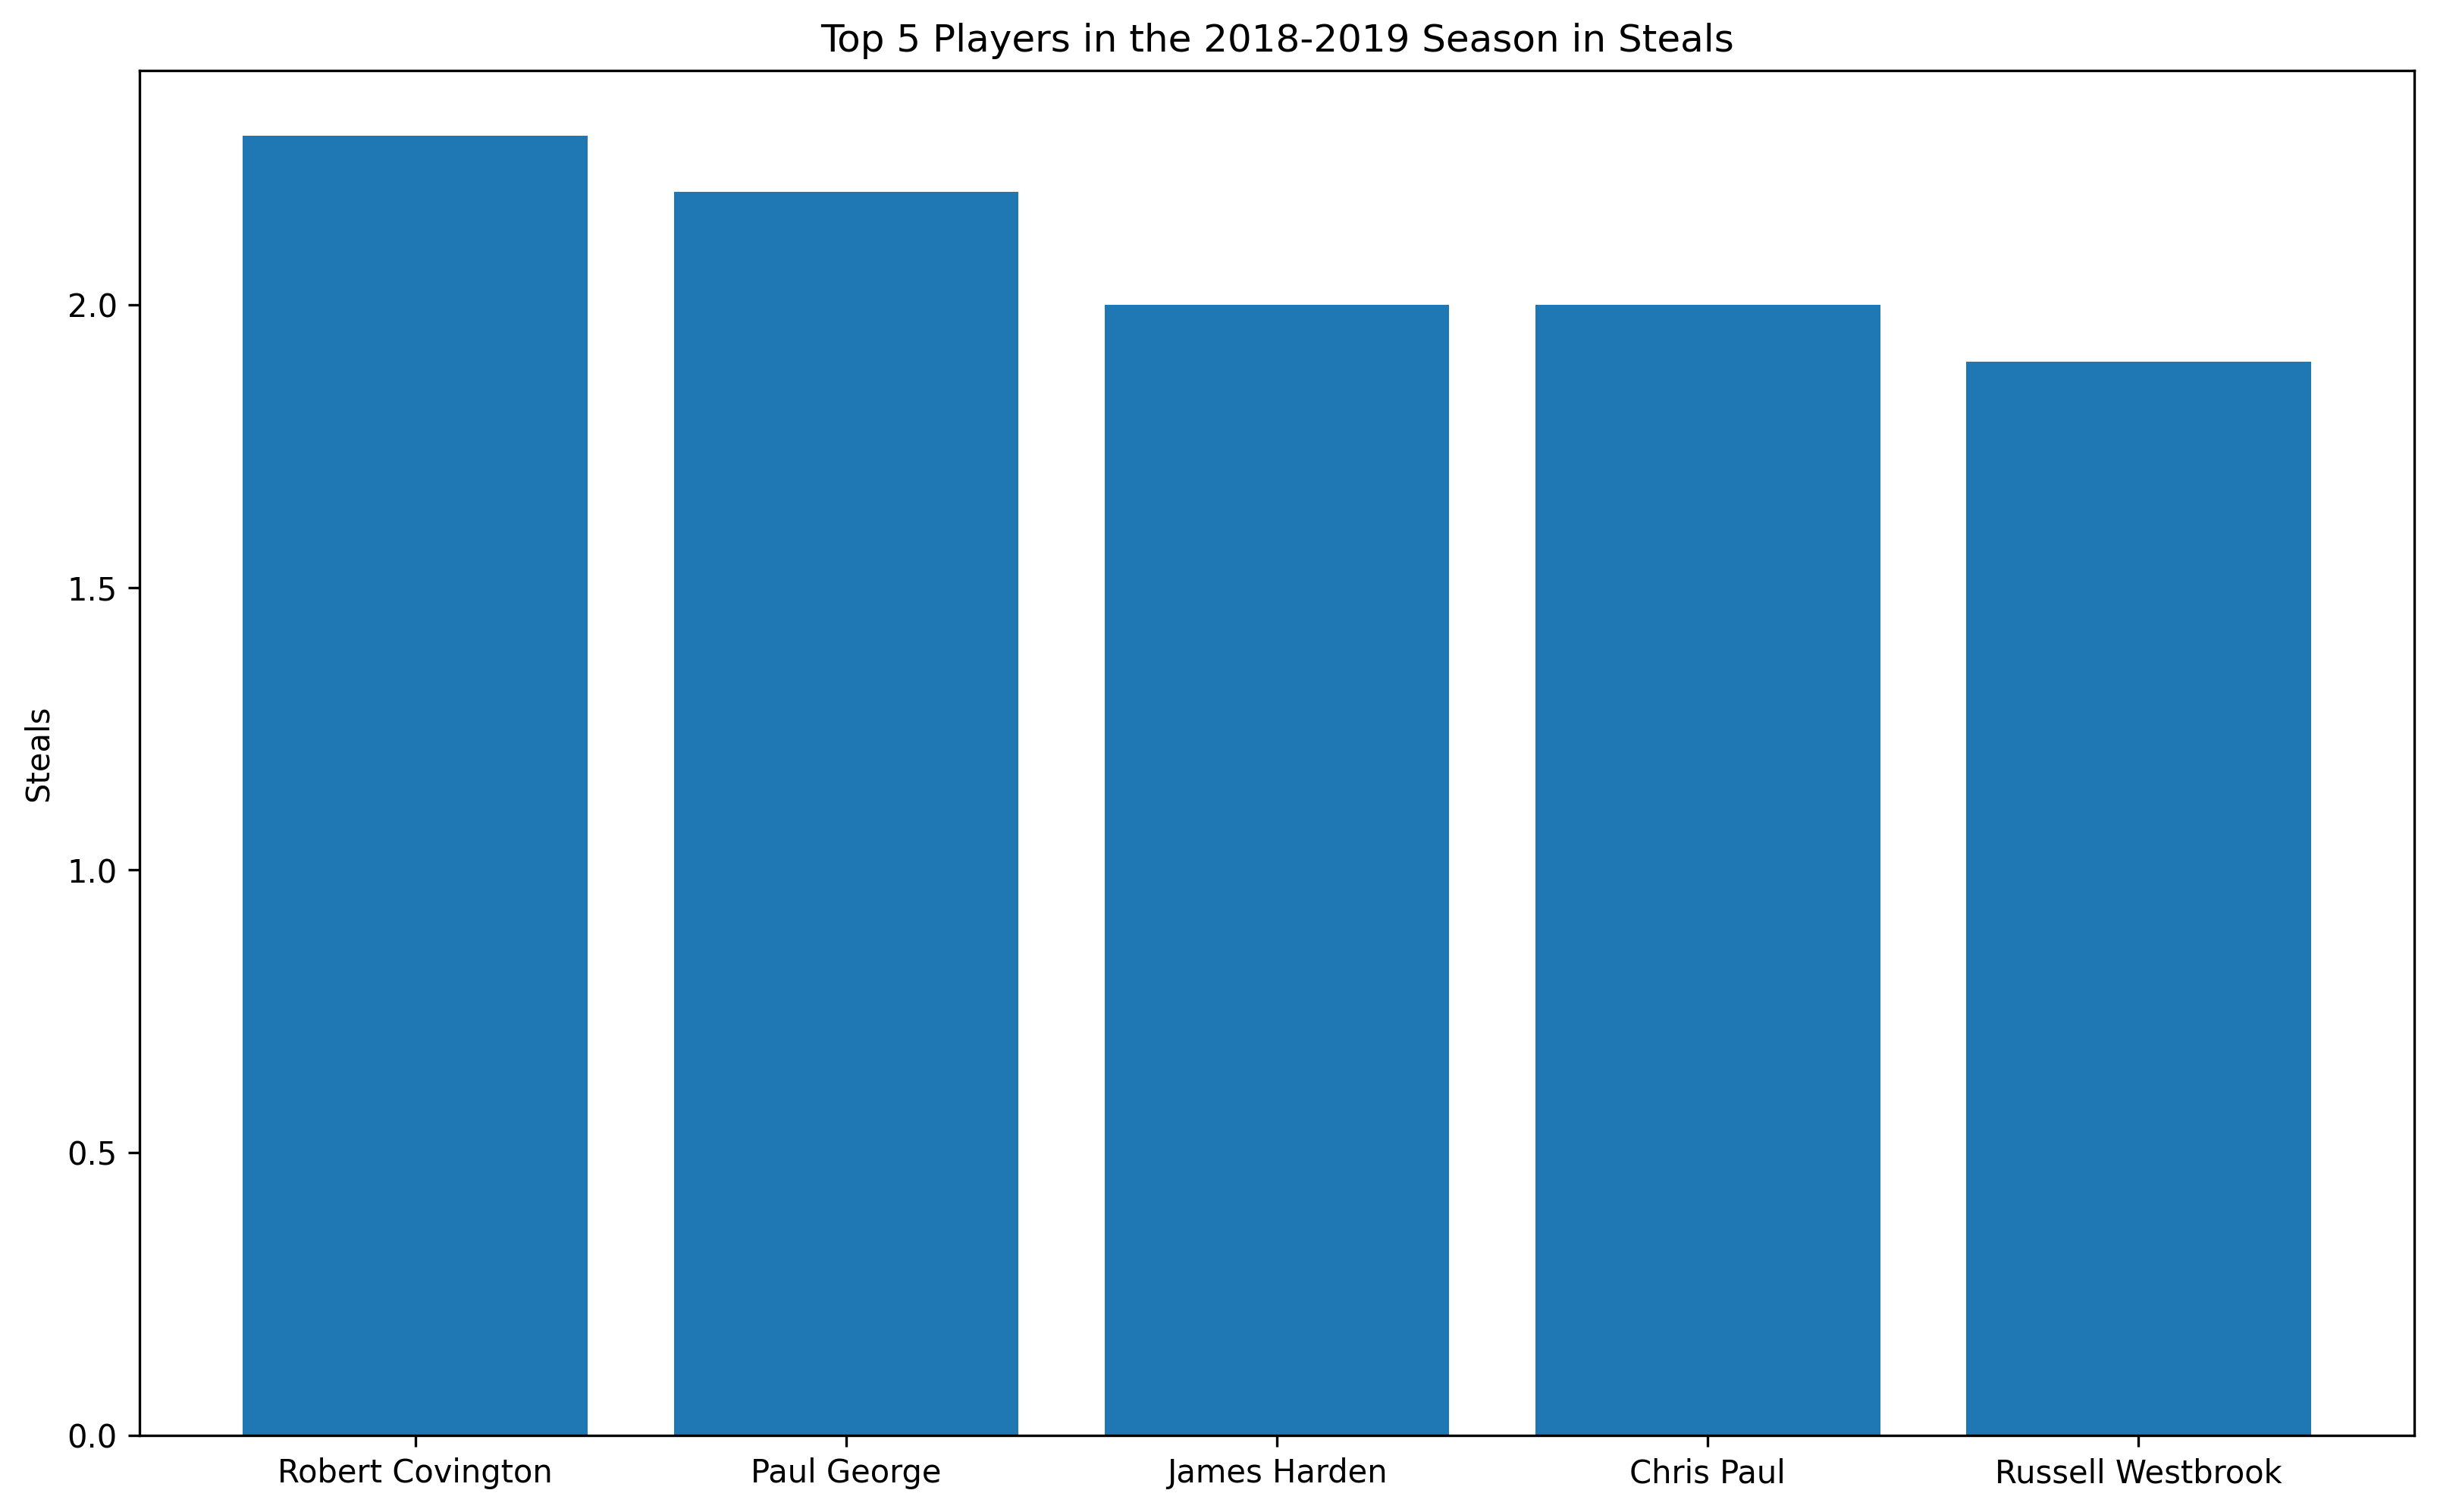 Top 5 Players in the 2018-2019 Season in Steals
Steals
2.0
1.5
1.0
0.5
0.0
Robert Covington
Paul George
James Harden
Chris Paul
Russell Westbrook